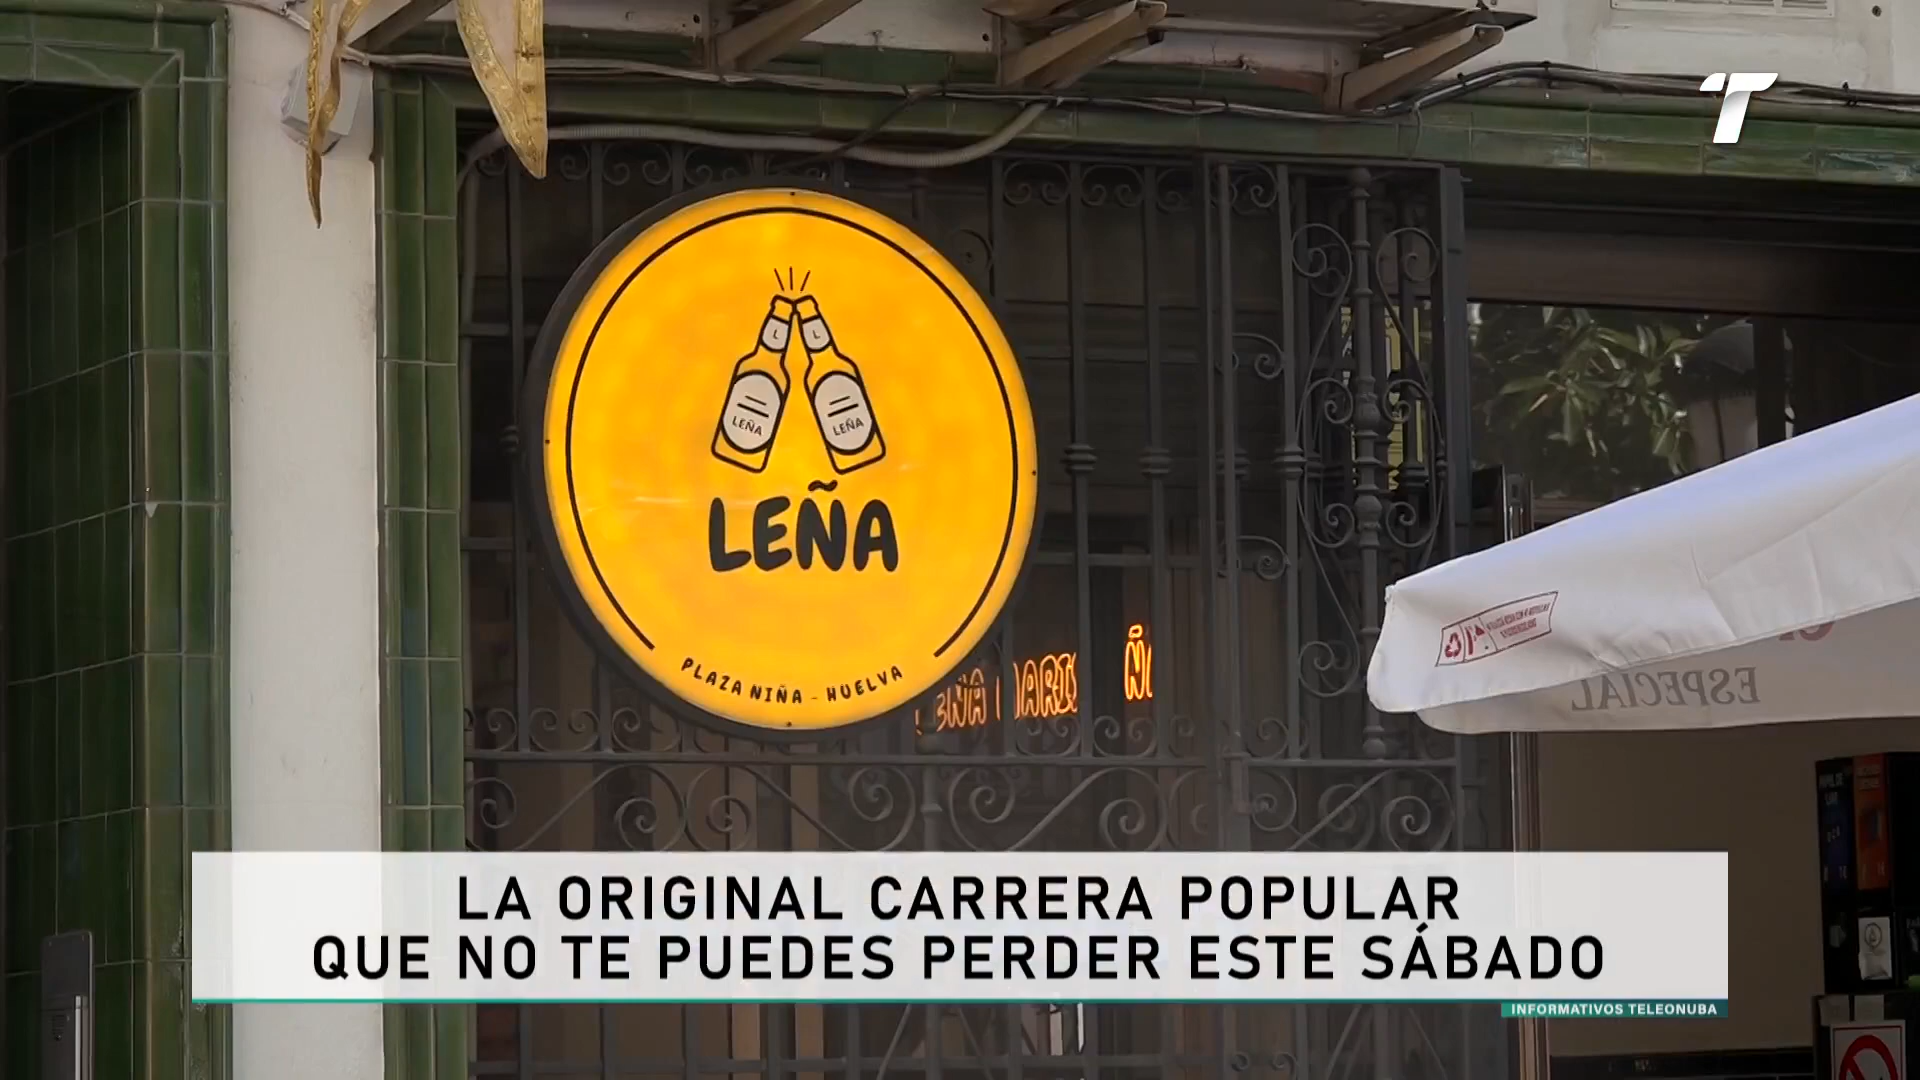 T
L L
LEÑA LEÑA
LEÑA
PLAZA NIÑA - HUELVA
ESPECIAL
LA ORIGINAL CARRERA POPULAR
QUE NO TE PUEDES PERDER ESTE SÁBADO
INFORMATIVOS TELEONUBA